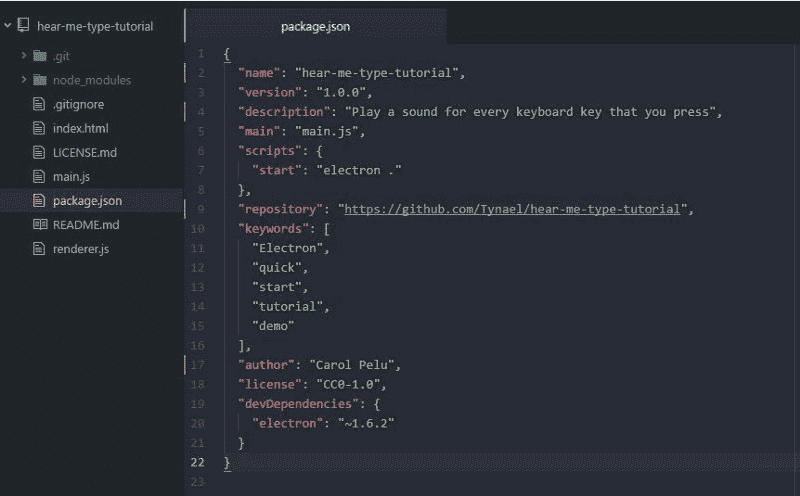 hear-me-type-tutorial
.git
node_modules
.gitignore
index.html
LICENSE.md
main.js
package.json
README.md
renderer.js
package.json
1 {
2 "name": "hear-me-type-tutorial",
3 "version": "1.0.0",
4 "description": "Play a sound for every keyboard key that you press",
5 "main": "main.js",
6 "scripts": {
7 "start": "electron ."
8 },
9 "repository": "https://github.com/Tynael/hear-me-type-tutorial",
10 "keywords": [
11 "Electron",
12 "quick",
13 "start",
14 "tutorial",
15 "demo"
16 ],
17 "author": "Carol Pelu",
18 "license": "CC0-1.0",
19 "devDependencies": {
20 "electron": "~1.6.2"
21 }
22 }
23